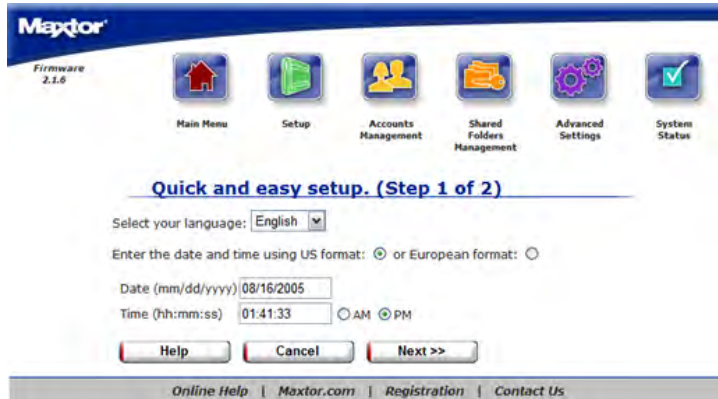 Maxtor
Firmware
2.1.6
Main Menu
Setup
Accounts
Management
Shared
Folders
Management
Advanced
Settings
System
Status
Quick and easy setup. (Step 1 of 2)
Select your language: English
Enter the date and time using US format: or European format:
Date (mm/dd/yyyy) 08/16/2005
Time (hh:mm:ss) 01:41:33 AM PM
Help Cancel Next >>
Online Help | Maxtor.com | Registration | Contact Us